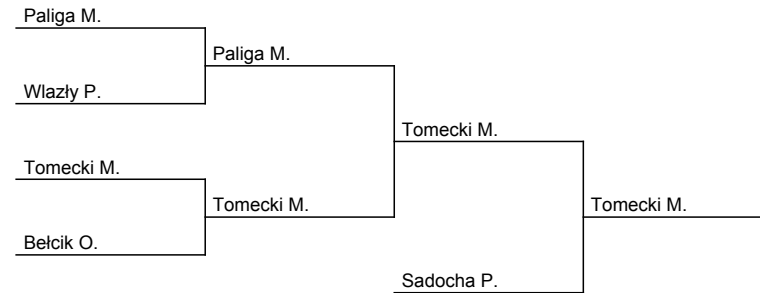 Paliga M.
Paliga M.
Wlazły P.
Tomecki M.
Tomecki M.
Tomecki M.
Tomecki M.
Bełcik O.
Sadocha P.